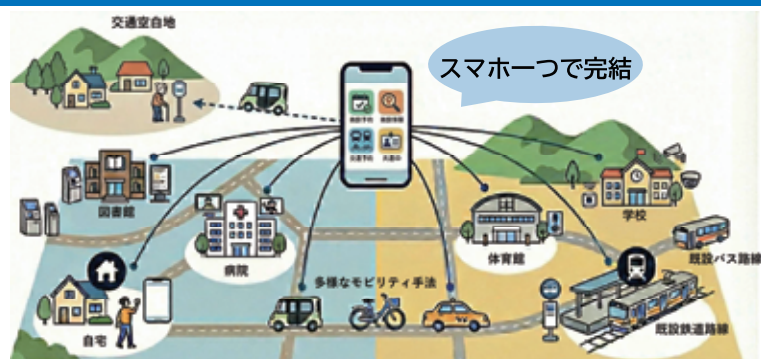 交通空白地
スマホ一つで完結
図書館
学校
病院
体育館
既設バス路線
多様なモビリティ手法
自宅
既設鉄道路線